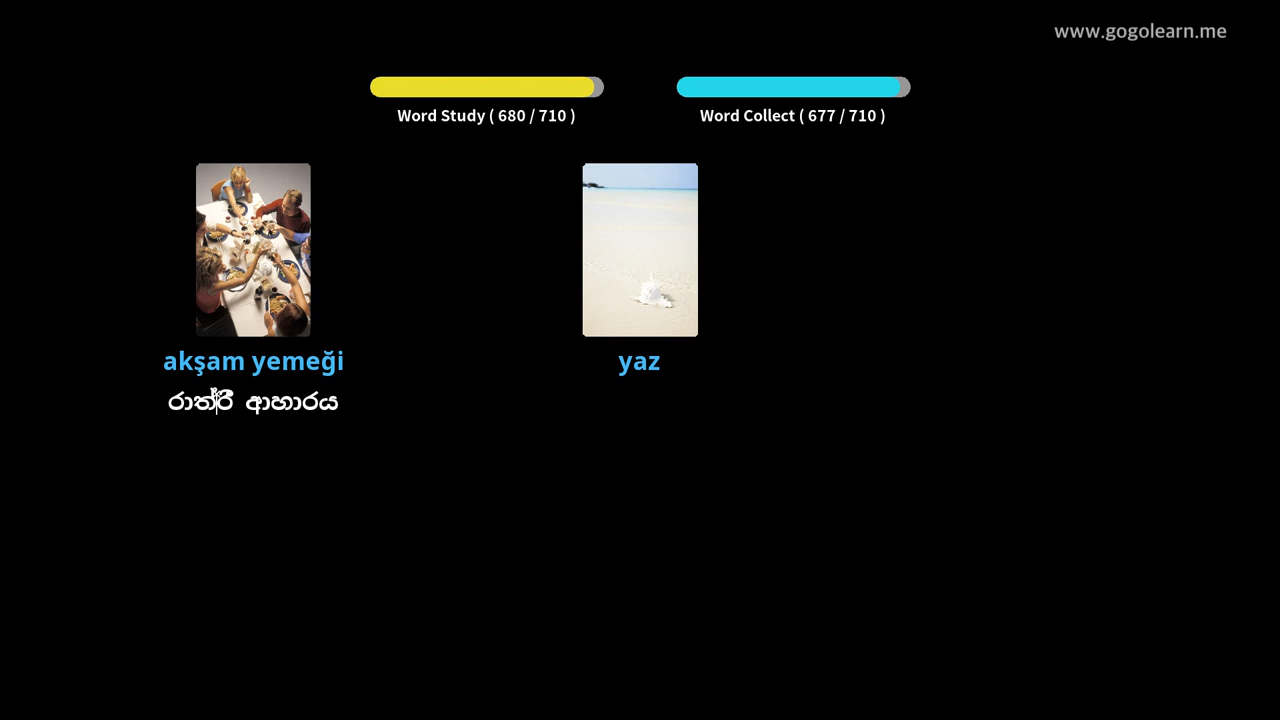 www.gogolearn.me
Word Study ( 680 / 710 )
Word Collect ( 677 / 710 )
akşam yemeği
yaz
රාත්‍රී ආහාරය